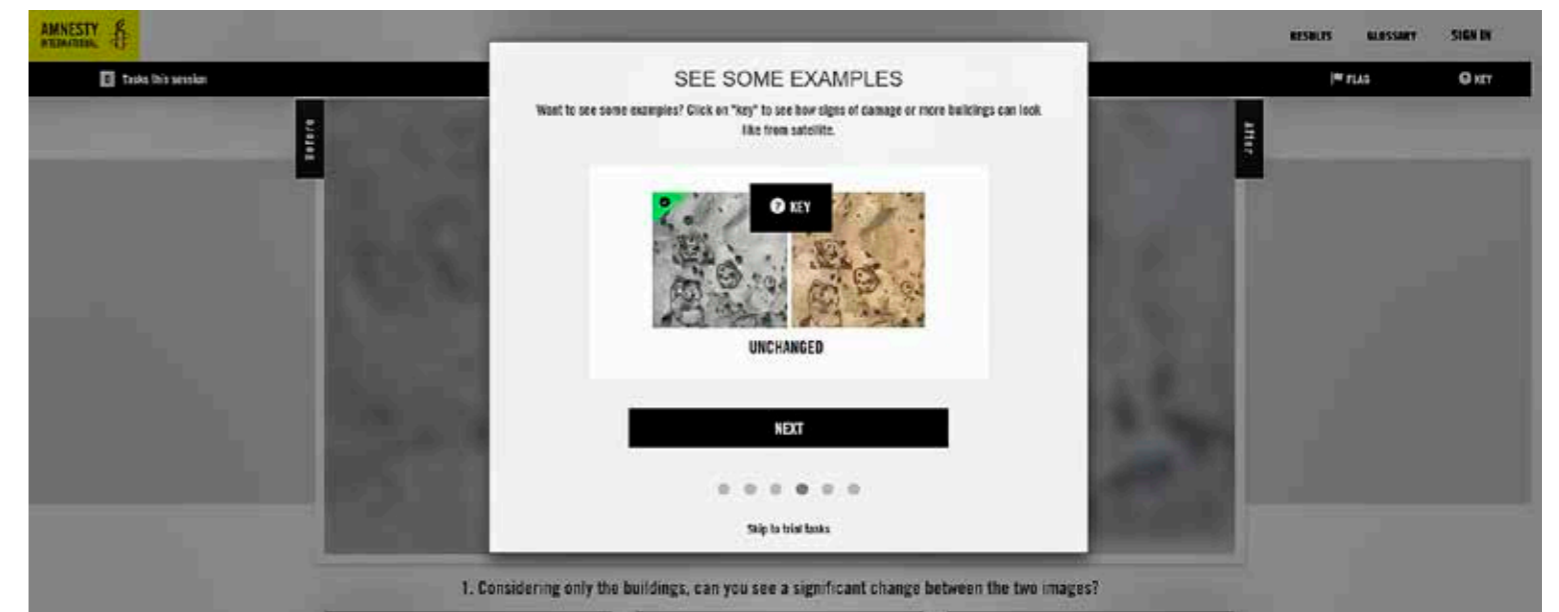 AMNESTY
INTERNATIONAL
RESULTS GLOSSARY SIGN IN
Tasks this session
FLAG
? KEY
Before
After
SEE SOME EXAMPLES
Want to see some examples? Click on "key" to see how signs of damage or more buildings can look
like from satellite.
? KEY
UNCHANGED
NEXT
Skip to trial tasks
1. Considering only the buildings, can you see a significant change between the two images?